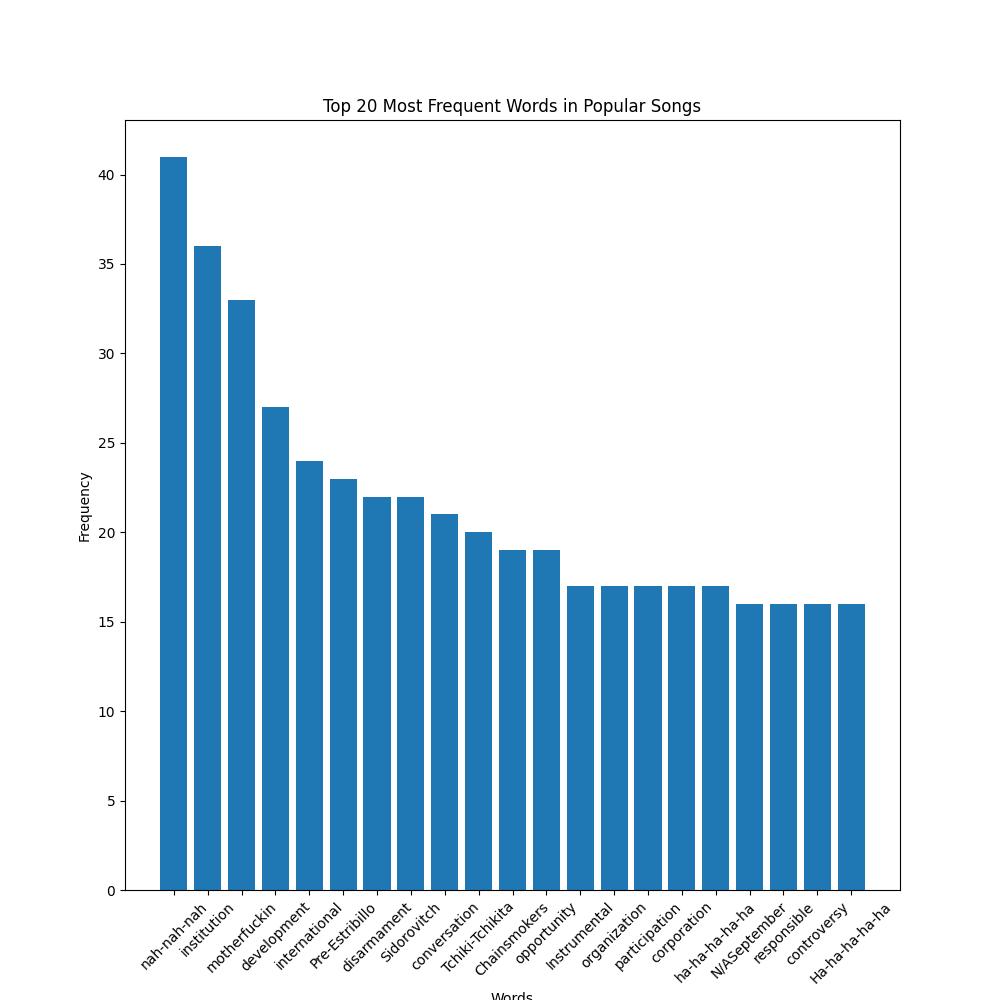 Top 20 Most Frequent Words in Popular Songs
40
35
30
25
20
15
10
5
0
Frequency
nah-nah-nah
institution
motherfuckin
development
international
Pre-Estribillo
disarmament
Sidorovitch
conversation
Tchiki-Tchikita
Chainsmokers
opportunity
Instrumental
organization
participation
corporation
ha-ha-ha-ha-ha
N/ASeptember
responsible
controversy
Ha-ha-ha-ha-ha
Words